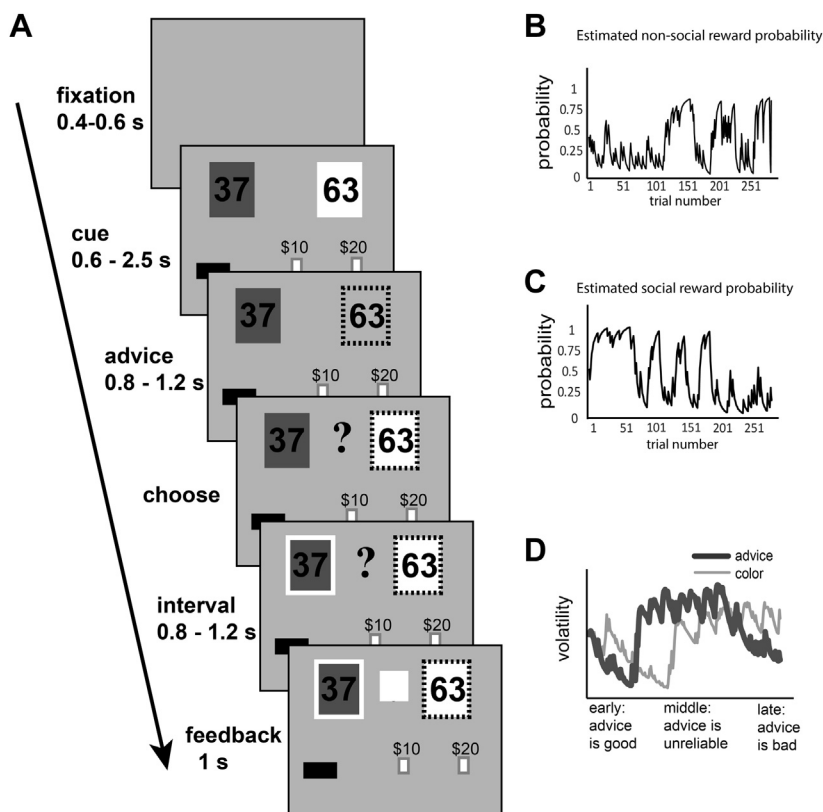 A
fixation
0.4-0.6 s
37 63
cue
0.6 - 2.5 s
$10 $20
37 63
advice
0.8 - 1.2 s
$10 $20
37 ? 63
choose
$10 $20
37 ? 63
interval
0.8 - 1.2 s
$10 $20
37 63
feedback
1 s
$10 $20
B
Estimated non-social reward probability
probability
1
0.75
0.5
0.25
0
1 51 101 151 201 251
trial number
C
Estimated social reward probability
probability
1
0.75
0.5
0.25
0
1 51 101 151 201 251
trial number
D
advice
color
volatility
early:
advice
is good
middle:
advice is
unreliable
late:
advice
is bad